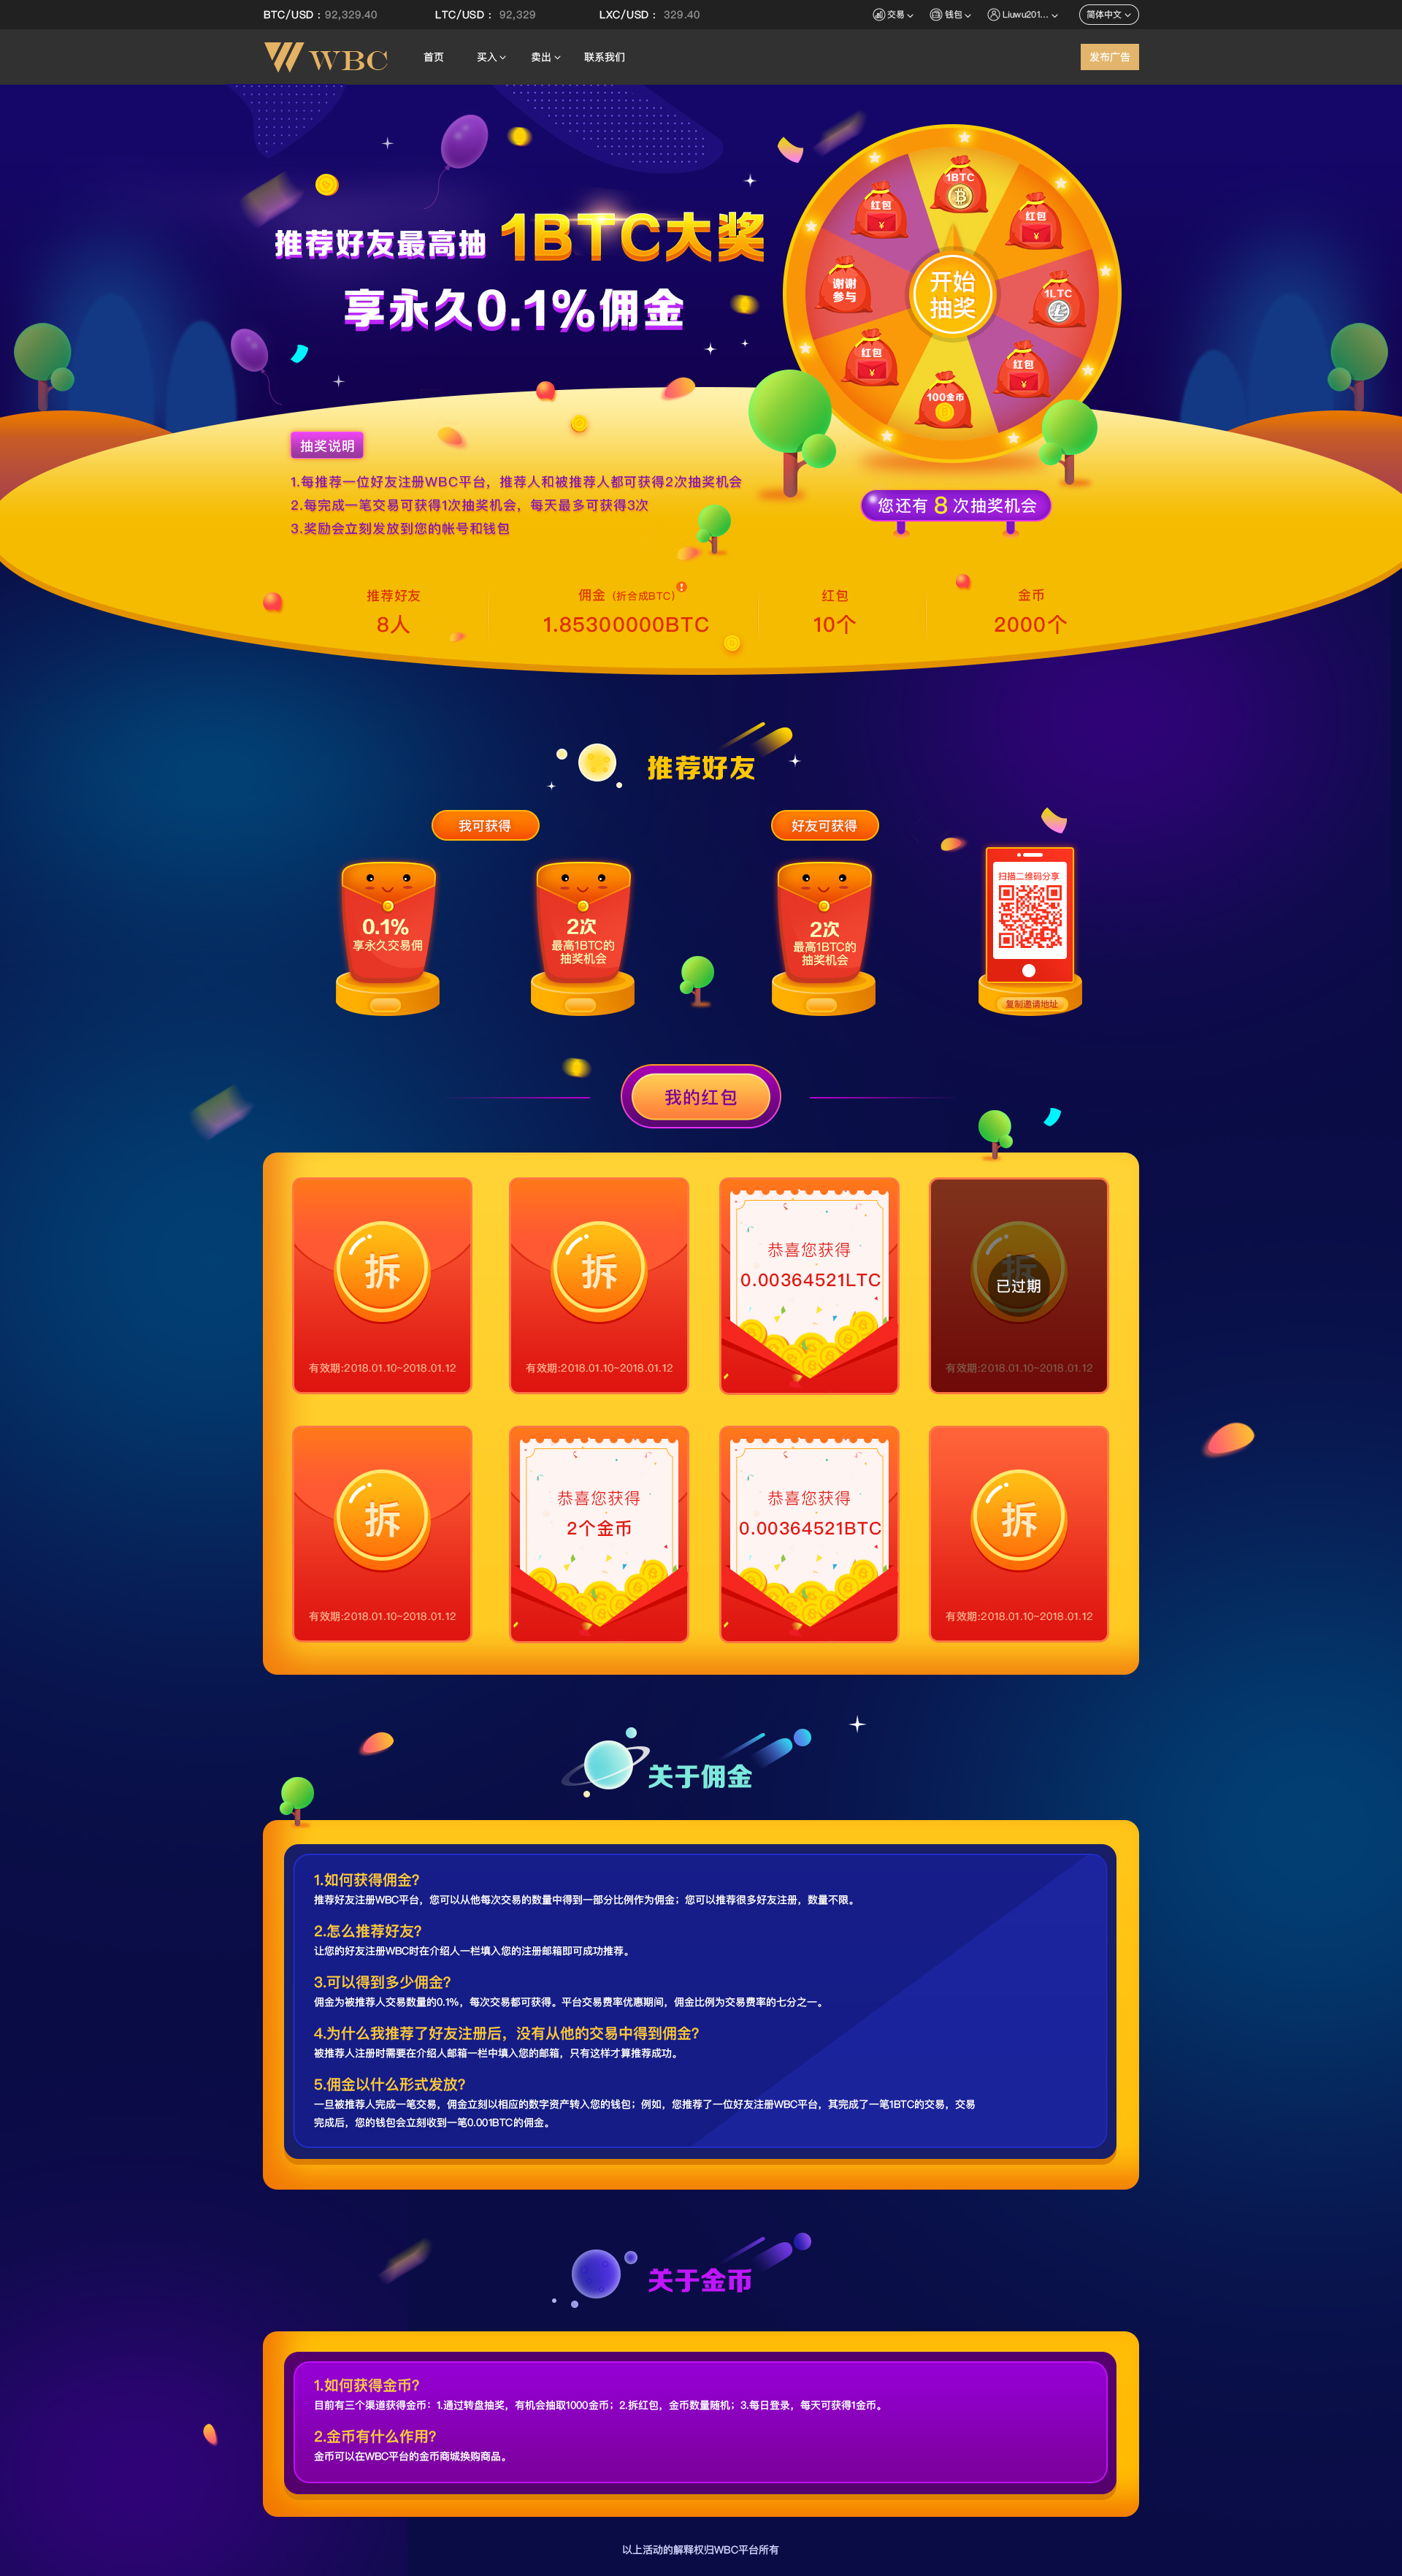 BTC/USD：92,329.40
LTC/USD： 92,329
LXC/USD： 329.40
交易
钱包
Liuwu201...
简体中文
WBC
首页
买入
卖出
联系我们
发布广告
推荐好友最高抽 1BTC大奖
享永久0.1%佣金
1BTC
红包
红包
1LTC
谢谢
参与
开始
抽奖
红包
红包
100金币
抽奖说明
1.每推荐一位好友注册WBC平台，推荐人和被推荐人都可获得2次抽奖机会
2.每完成一笔交易可获得1次抽奖机会，每天最多可获得3次
3.奖励会立刻发放到您的帐号和钱包
您还有 8 次抽奖机会
推荐好友
8人
佣金（折合成BTC）
1.85300000BTC
红包
10个
金币
2000个
推荐好友
我可获得
好友可获得
0.1%
享永久交易佣
2次
最高1BTC的
抽奖机会
2次
最高1BTC的
抽奖机会
扫描二维码分享
复制邀请地址
我的红包
拆
有效期:2018.01.10~2018.01.12
拆
有效期:2018.01.10~2018.01.12
恭喜您获得
0.00364521LTC
拆
已过期
有效期:2018.01.10~2018.01.12
拆
有效期:2018.01.10~2018.01.12
恭喜您获得
2个金币
恭喜您获得
0.00364521BTC
拆
有效期:2018.01.10~2018.01.12
关于佣金
1.如何获得佣金?
推荐好友注册WBC平台，您可以从他每次交易的数量中得到一部分比例作为佣金；您可以推荐很多好友注册，数量不限。
2.怎么推荐好友?
让您的好友注册WBC时在介绍人一栏填入您的注册邮箱即可成功推荐。
3.可以得到多少佣金?
佣金为被推荐人交易数量的0.1%，每次交易都可获得。平台交易费率优惠期间，佣金比例为交易费率的七分之一。
4.为什么我推荐了好友注册后，没有从他的交易中得到佣金?
被推荐人注册时需要在介绍人邮箱一栏中填入您的邮箱，只有这样才算推荐成功。
5.佣金以什么形式发放?
一旦被推荐人完成一笔交易，佣金立刻以相应的数字资产转入您的钱包；例如，您推荐了一位好友注册WBC平台，其完成了一笔1BTC的交易，交易
完成后，您的钱包会立刻收到一笔0.001BTC的佣金。
关于金币
1.如何获得金币?
目前有三个渠道获得金币：1.通过转盘抽奖，有机会抽取1000金币；2.拆红包，金币数量随机；3.每日登录，每天可获得1金币。
2.金币有什么作用?
金币可以在WBC平台的金币商城换购商品。
以上活动的解释权归WBC平台所有